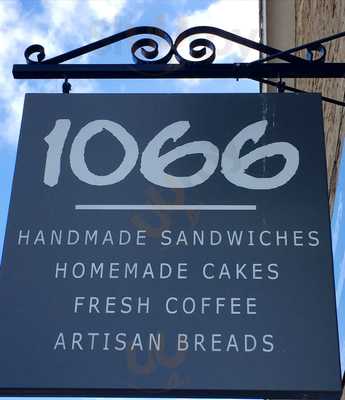 1066
HANDMADE SANDWICHES
HOMEMADE CAKES
FRESH COFFEE
ARTISAN BREADS